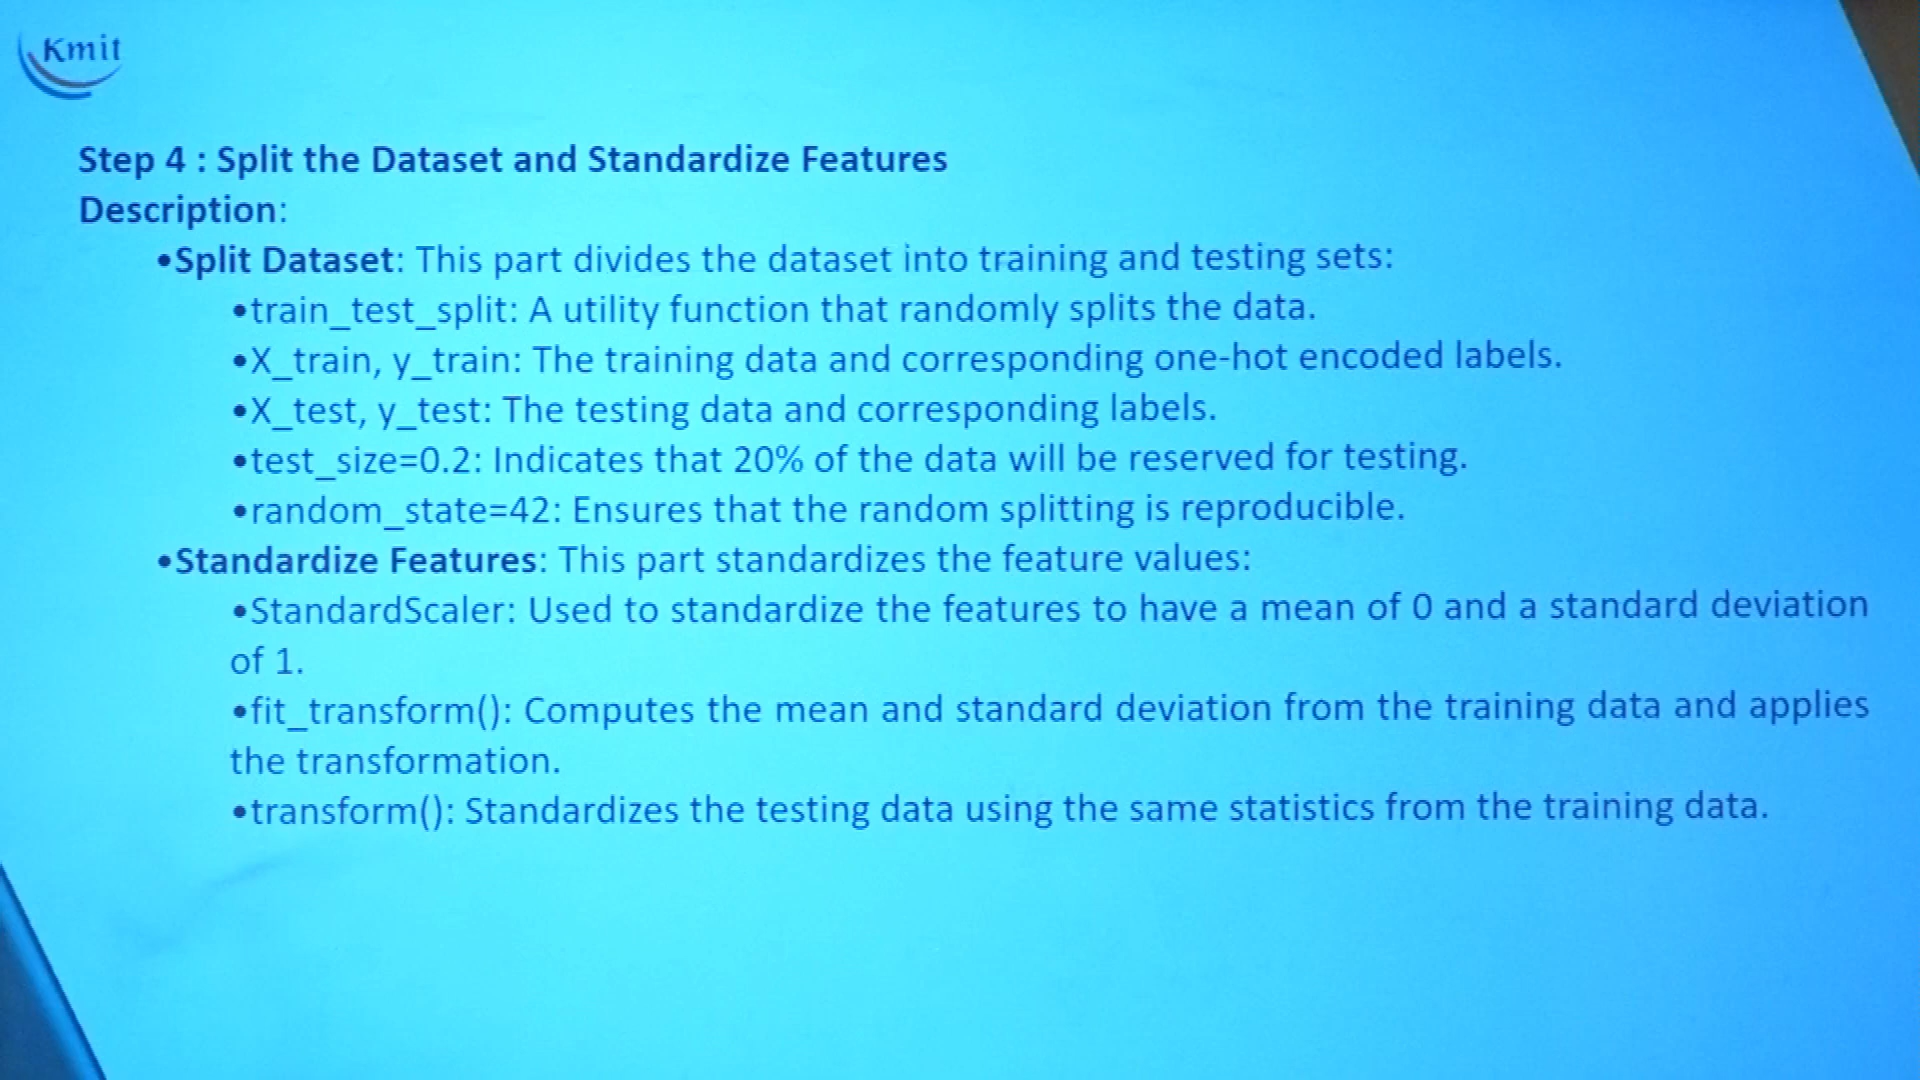 Kmit
Step 4 : Split the Dataset and Standardize Features
Description:
•Split Dataset: This part divides the dataset into training and testing sets:
•train_test_split: A utility function that randomly splits the data.
•X_train, y_train: The training data and corresponding one-hot encoded labels.
•X_test, y_test: The testing data and corresponding labels.
•test_size=0.2: Indicates that 20% of the data will be reserved for testing.
•random_state=42: Ensures that the random splitting is reproducible.
•Standardize Features: This part standardizes the feature values:
•StandardScaler: Used to standardize the features to have a mean of 0 and a standard deviation
of 1.
•fit_transform(): Computes the mean and standard deviation from the training data and applies
the transformation.
•transform(): Standardizes the testing data using the same statistics from the training data.